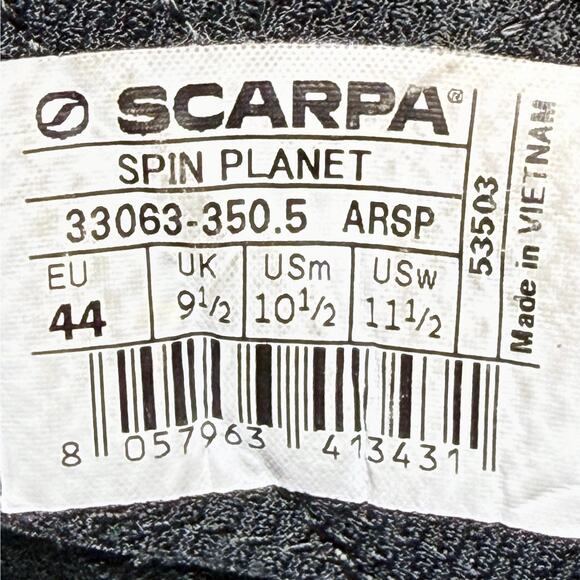 SCARPA®
SPIN PLANET
33063-350.5 ARSP
EU UK USm USw
44 9½ 10½ 11½
8 057963 413431
53503
Made in VIETNAM